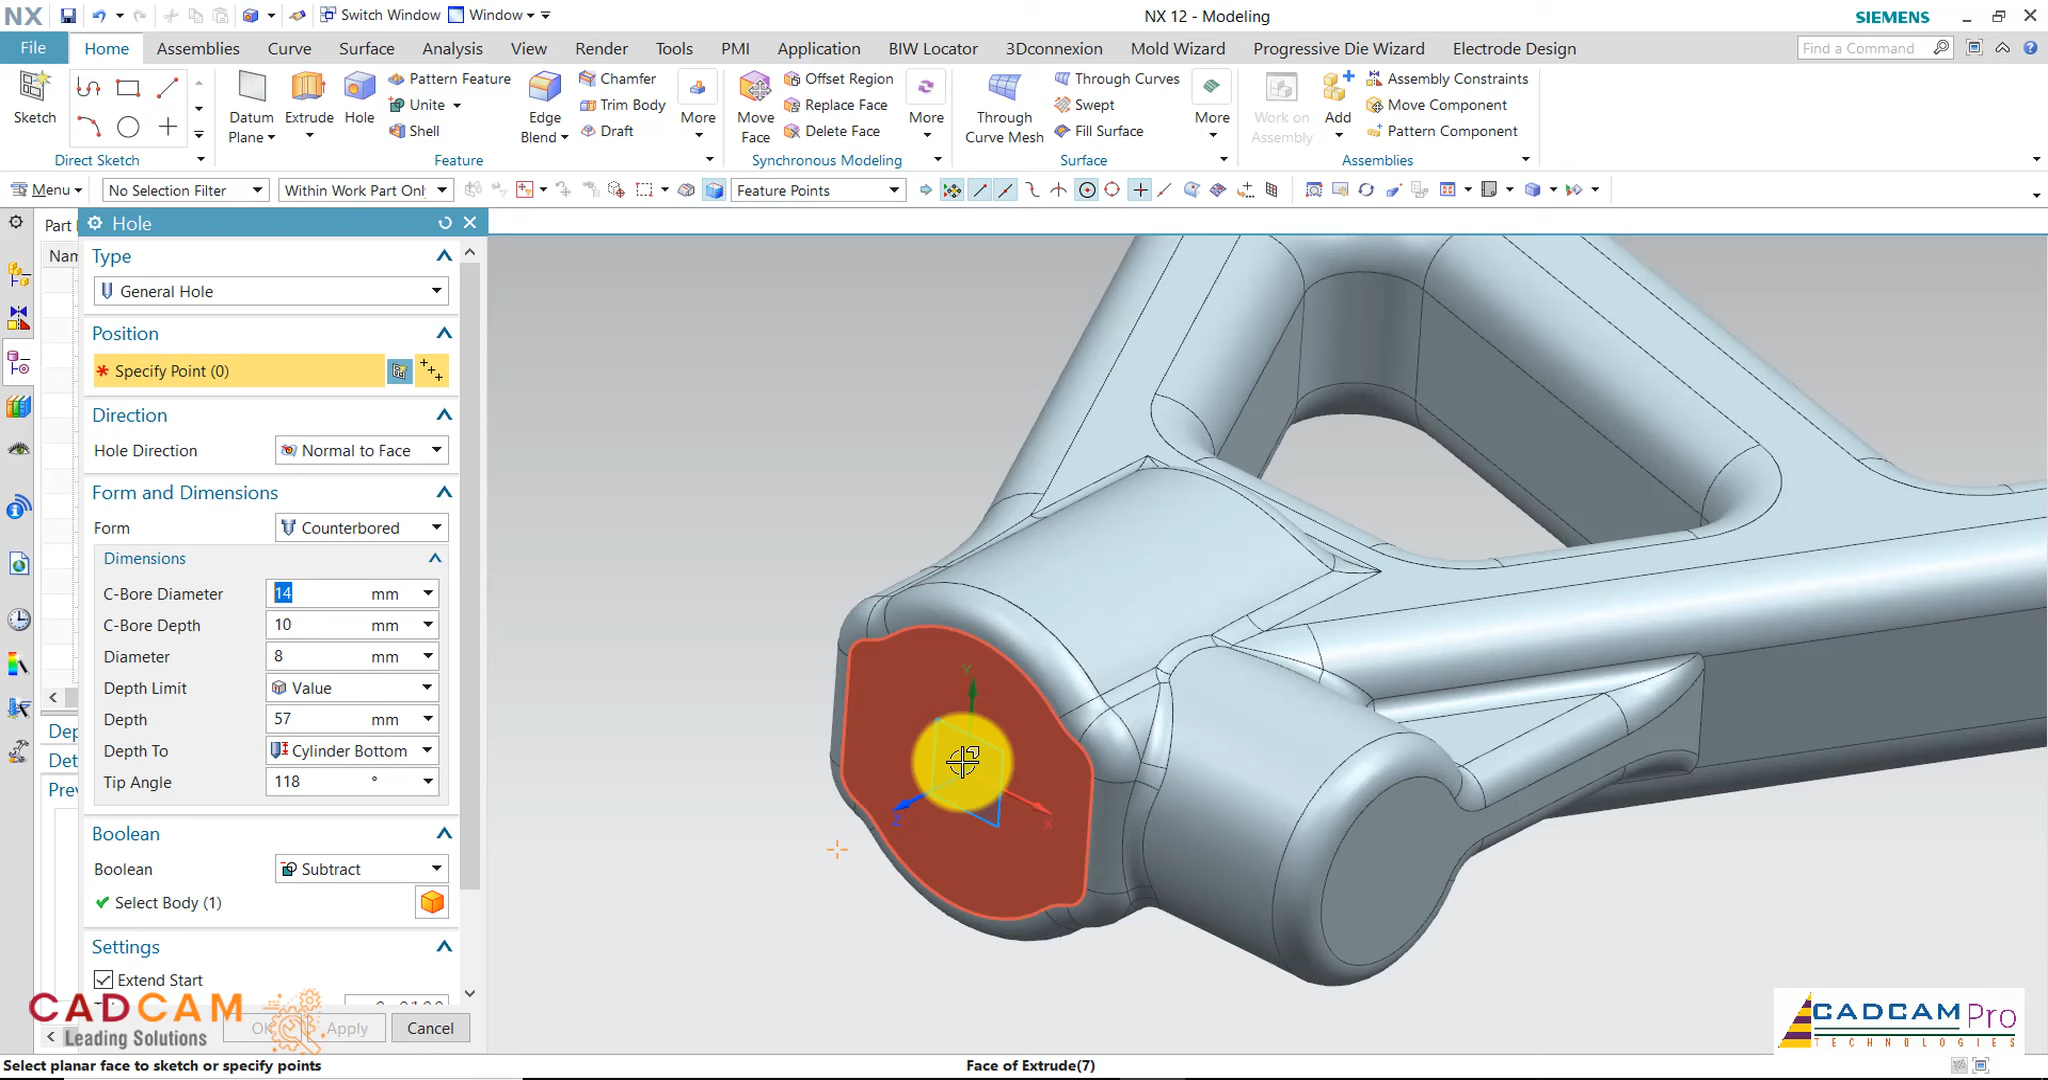 NX
Switch Window
Window
NX 12 - Modeling
SIEMENS
File
Home
Assemblies
Curve
Surface
Analysis
View
Render
Tools
PMI
Application
BIW Locator
3Dconnexion
Mold Wizard
Progressive Die Wizard
Electrode Design
Find a Command
Sketch
Direct Sketch
Datum
Plane
Extrude
Hole
Pattern Feature
Unite
Shell
Edge
Blend
Chamfer
Trim Body
Draft
More
Feature
Move
Face
Offset Region
Replace Face
Delete Face
More
Synchronous Modeling
Through
Curve Mesh
Through Curves
Swept
Fill Surface
More
Surface
Work on
Assembly
Add
Assembly Constraints
Move Component
Pattern Component
Assemblies
Menu
No Selection Filter
Within Work Part Onl
Feature Points
Part
Nam
Hole
Type
General Hole
Position
* Specify Point (0)
Direction
Hole Direction
Normal to Face
Form and Dimensions
Form
Counterbored
Dimensions
C-Bore Diameter
14 mm
C-Bore Depth
10 mm
Diameter
8 mm
Depth Limit
Value
Depth
57 mm
Depth To
Cylinder Bottom
Tip Angle
118 °
Dep
Det
Prev
Boolean
Boolean
Subtract
Select Body (1)
Settings
Extend Start
OK
Apply
Cancel
Y
Z
X
CADCAM
Leading Solutions
CADCAM Pro
TECHNOLOGIES
Select planar face to sketch or specify points
Face of Extrude(7)